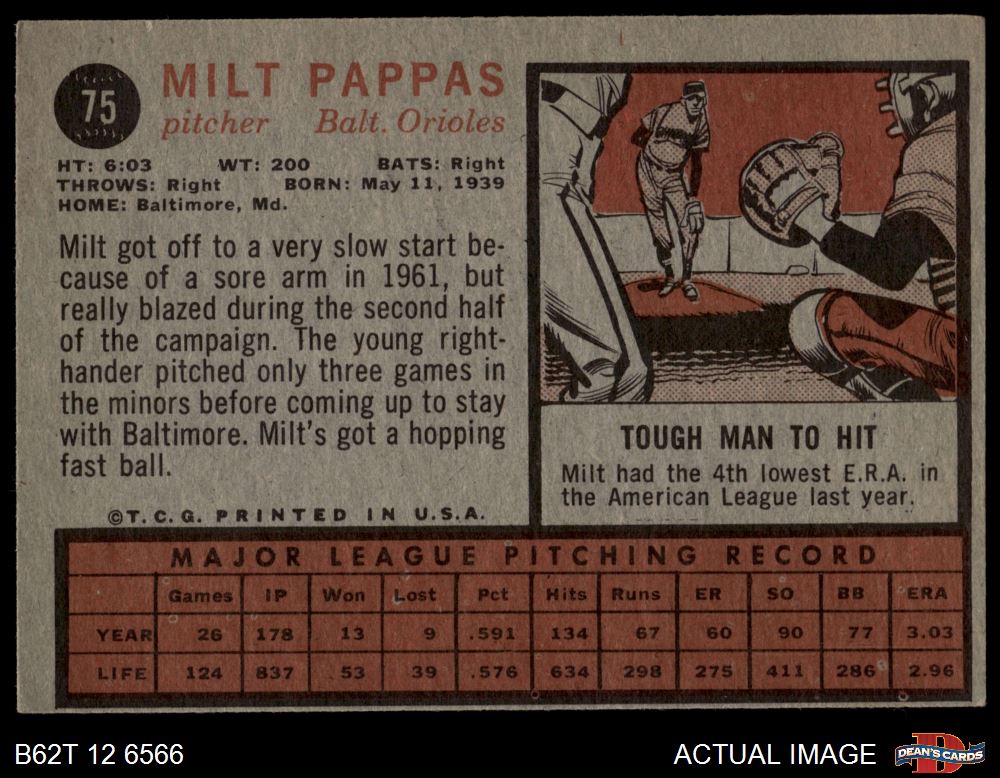 75
MILT PAPPAS
pitcher Balt. Orioles
HT: 6:03 WT: 200 BATS: Right
THROWS: Right BORN: May 11, 1939
HOME: Baltimore, Md.
Milt got off to a very slow start be-
cause of a sore arm in 1961, but
really blazed during the second half
of the campaign. The young right-
hander pitched only three games in
the minors before coming up to stay
with Baltimore. Milt's got a hopping
fast ball.
©T.C.G. PRINTED IN U.S.A.
TOUGH MAN TO HIT
Milt had the 4th lowest E.R.A. in
the American League last year.
MAJOR LEAGUE PITCHING RECORD
Games IP Won Lost Pct Hits Runs ER SO BB ERA
YEAR 26 178 13 9 .591 134 67 60 90 77 3.03
LIFE 124 837 53 39 .576 634 298 275 411 286 2.96
B62T 12 6566
ACTUAL IMAGE
DEAN'S CARDS